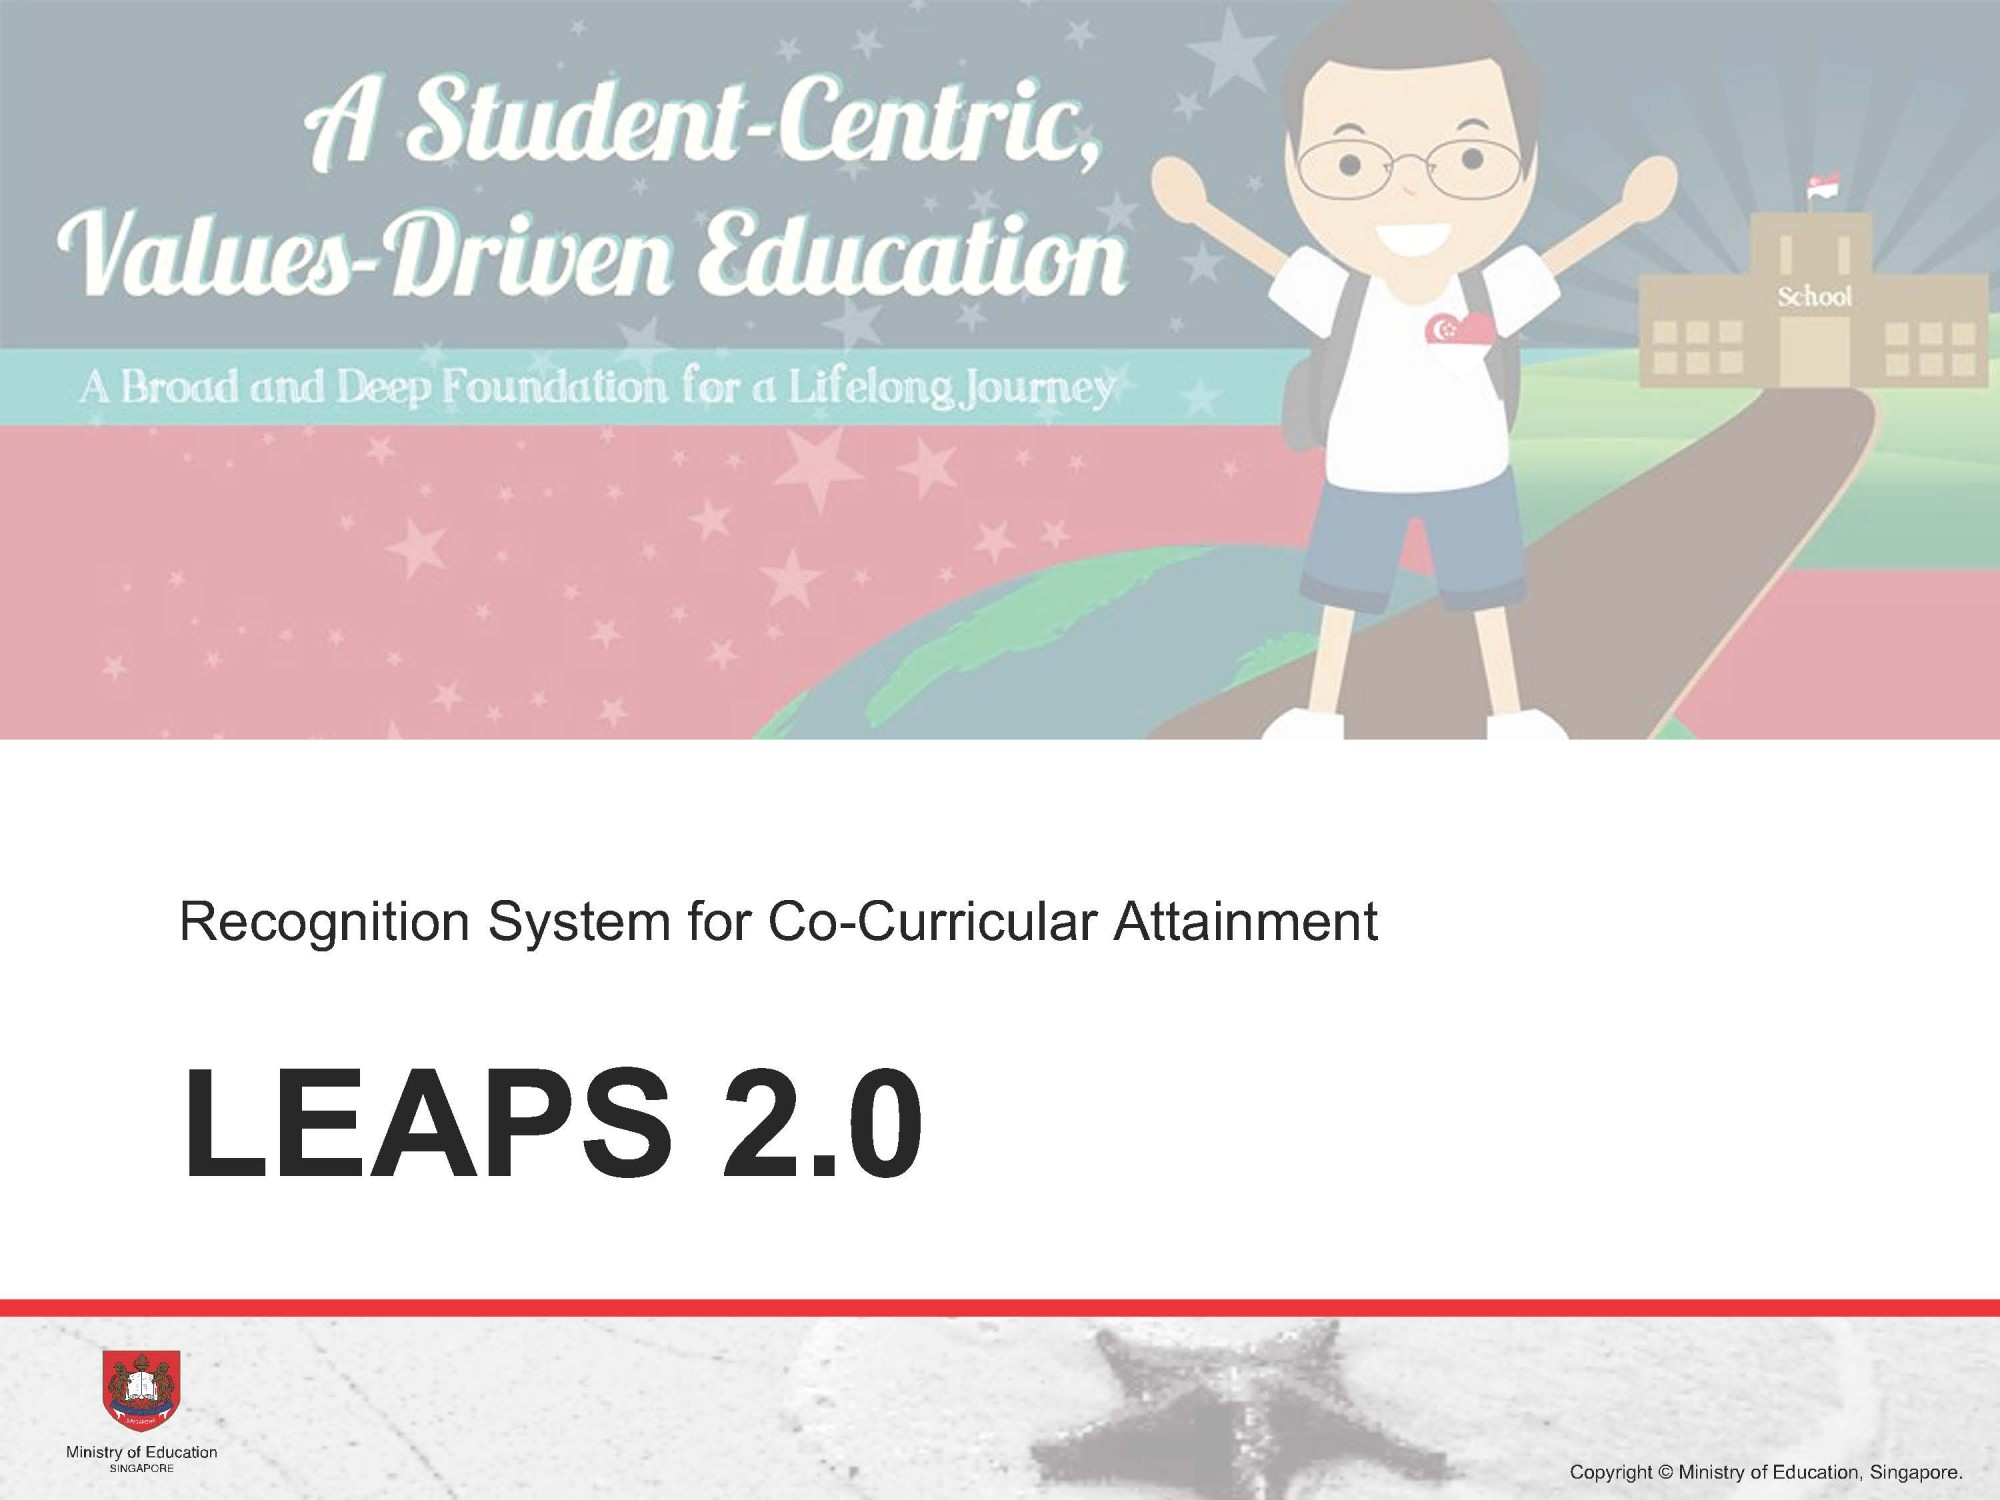 A Student-Centric,
Values-Driven Education
School
A Broad and Deep Foundation for a Lifelong Journey
Recognition System for Co-Curricular Attainment
LEAPS 2.0
SINGAPORE
Ministry of Education
SINGAPORE
Copyright © Ministry of Education, Singapore.